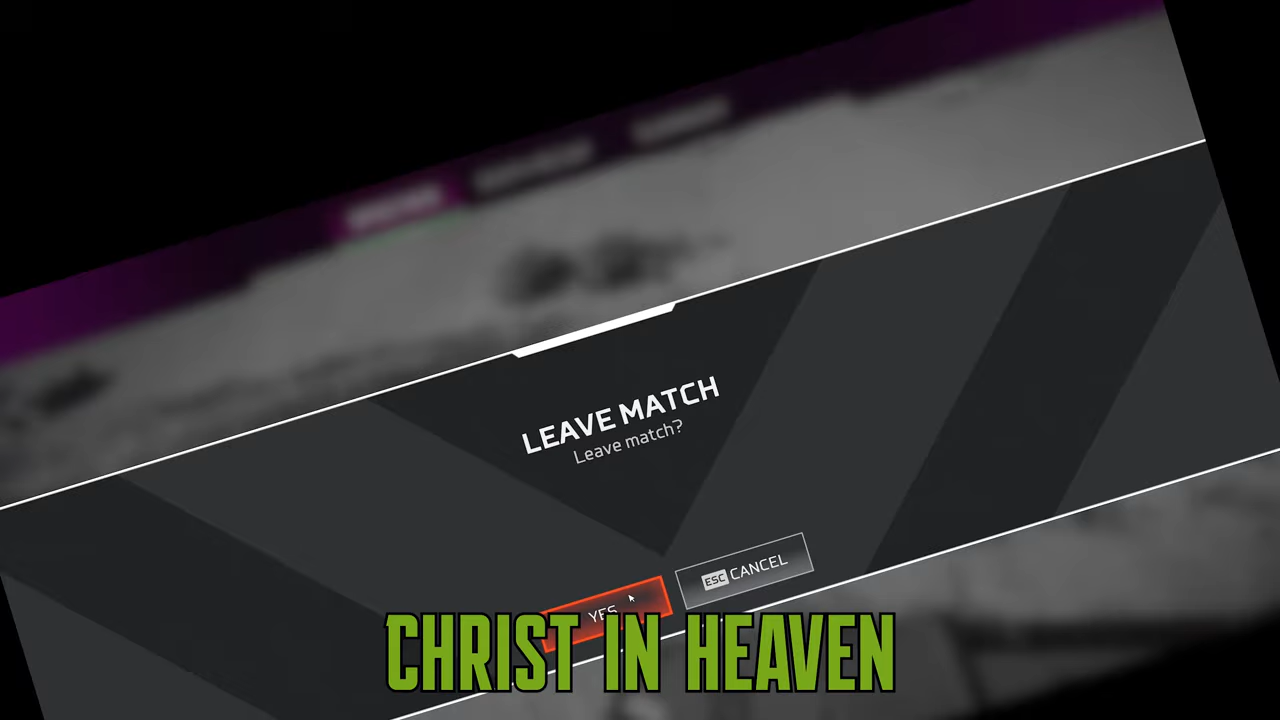 LEAVE MATCH
Leave match?
YES
ESC CANCEL
CHRIST IN HEAVEN